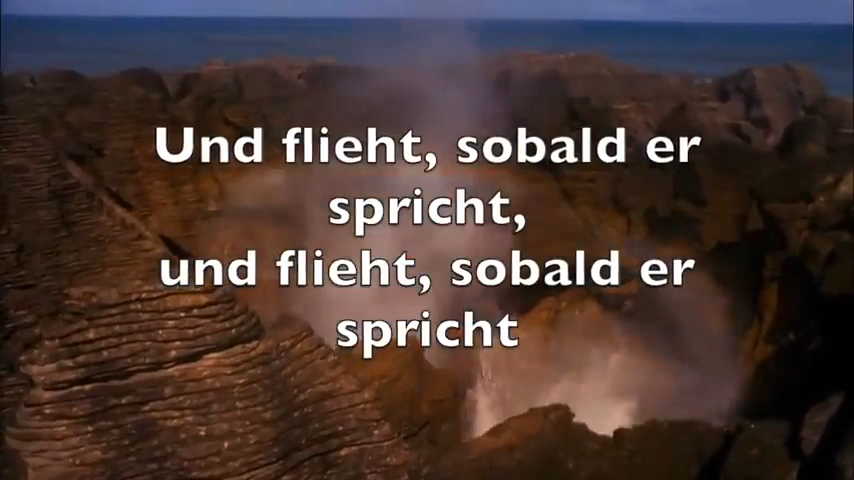 Und flieht, sobald er
spricht,
und flieht, sobald er
spricht